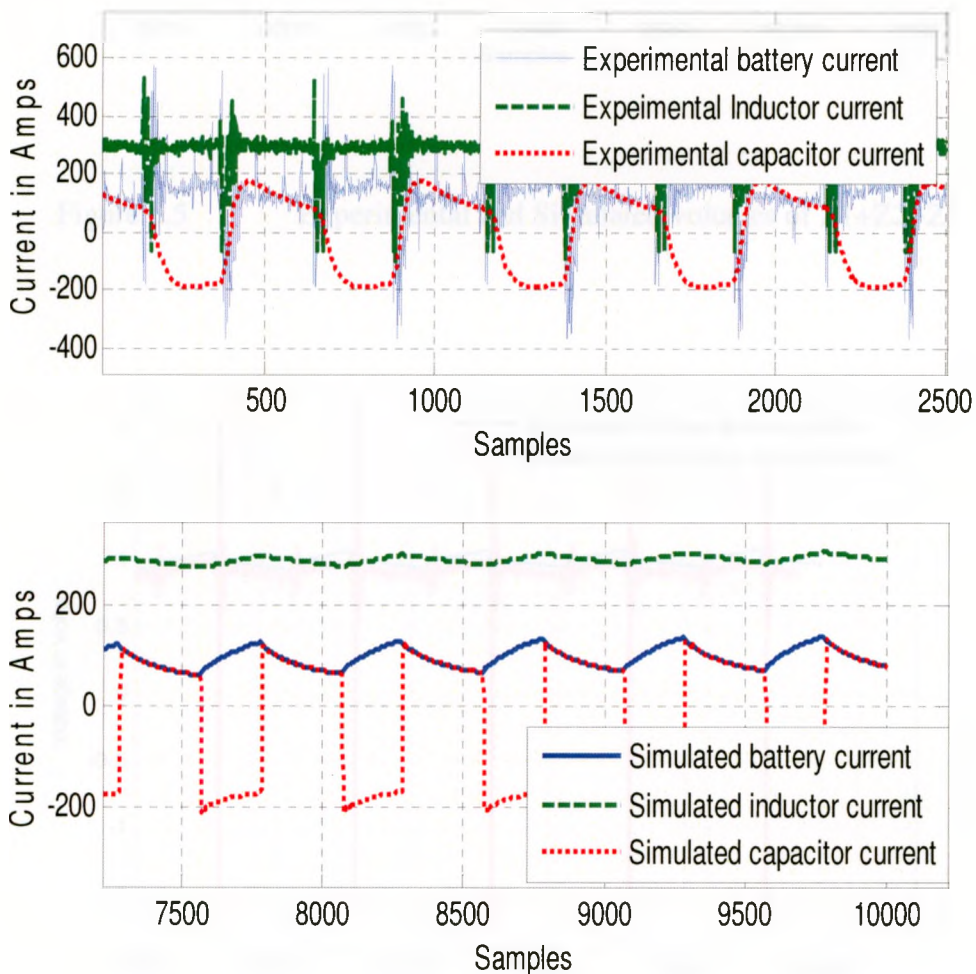 600
400
200
0
-200
-400
Current in Amps
Experimental battery current
Expeimental Inductor current
Experimental capacitor current
500
1000
1500
2000
2500
Samples
200
0
-200
Current in Amps
Simulated battery current
Simulated inductor current
Simulated capacitor current
7500
8000
8500
9000
9500
10000
Samples